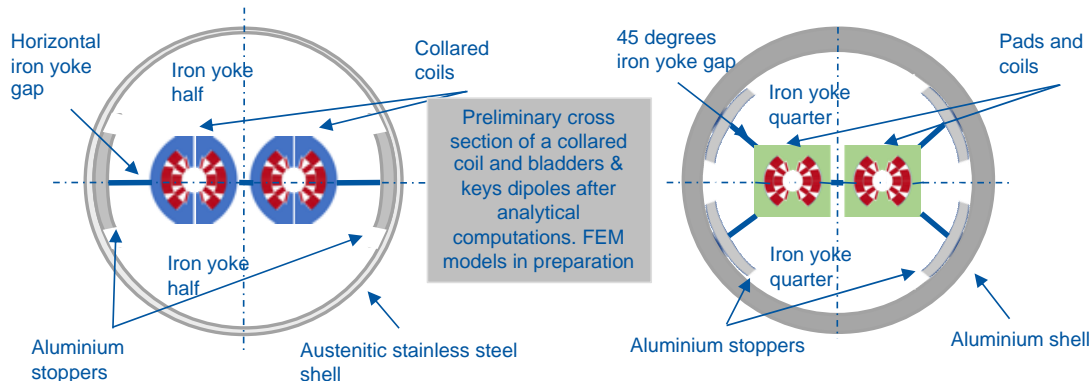 Horizontal
iron yoke
gap
Iron yoke
half
Collared
coils
Iron yoke
half
Aluminium
stoppers
Austenitic stainless steel
shell
Preliminary cross
section of a collared
coil and bladders &
keys dipoles after
analytical
computations. FEM
models in preparation
45 degrees
iron yoke gap
Iron yoke
quarter
Pads and
coils
Iron yoke
quarter
Aluminium stoppers
Aluminium shell